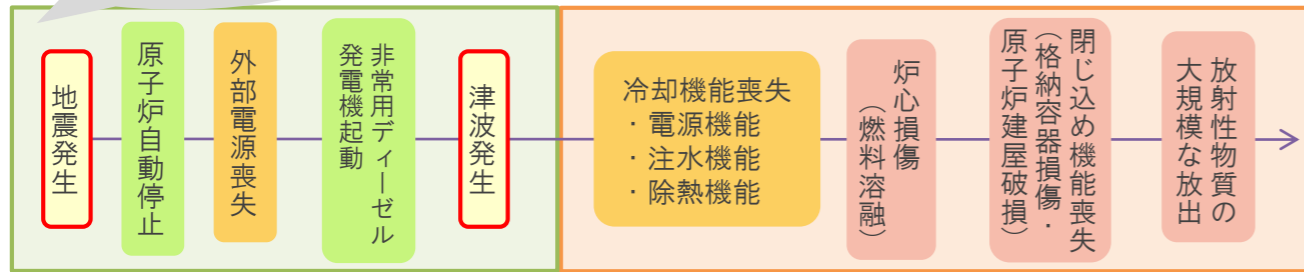 地震発生
原子炉自動停止
外部電源喪失
非常用ディーゼル
発電機起動
津波発生
冷却機能喪失
・電源機能
・注水機能
・除熱機能
炉心損傷
（燃料溶融）
閉じ込め機能喪失
（格納容器損傷・
原子炉建屋破損）
放射性物質の
大規模な放出